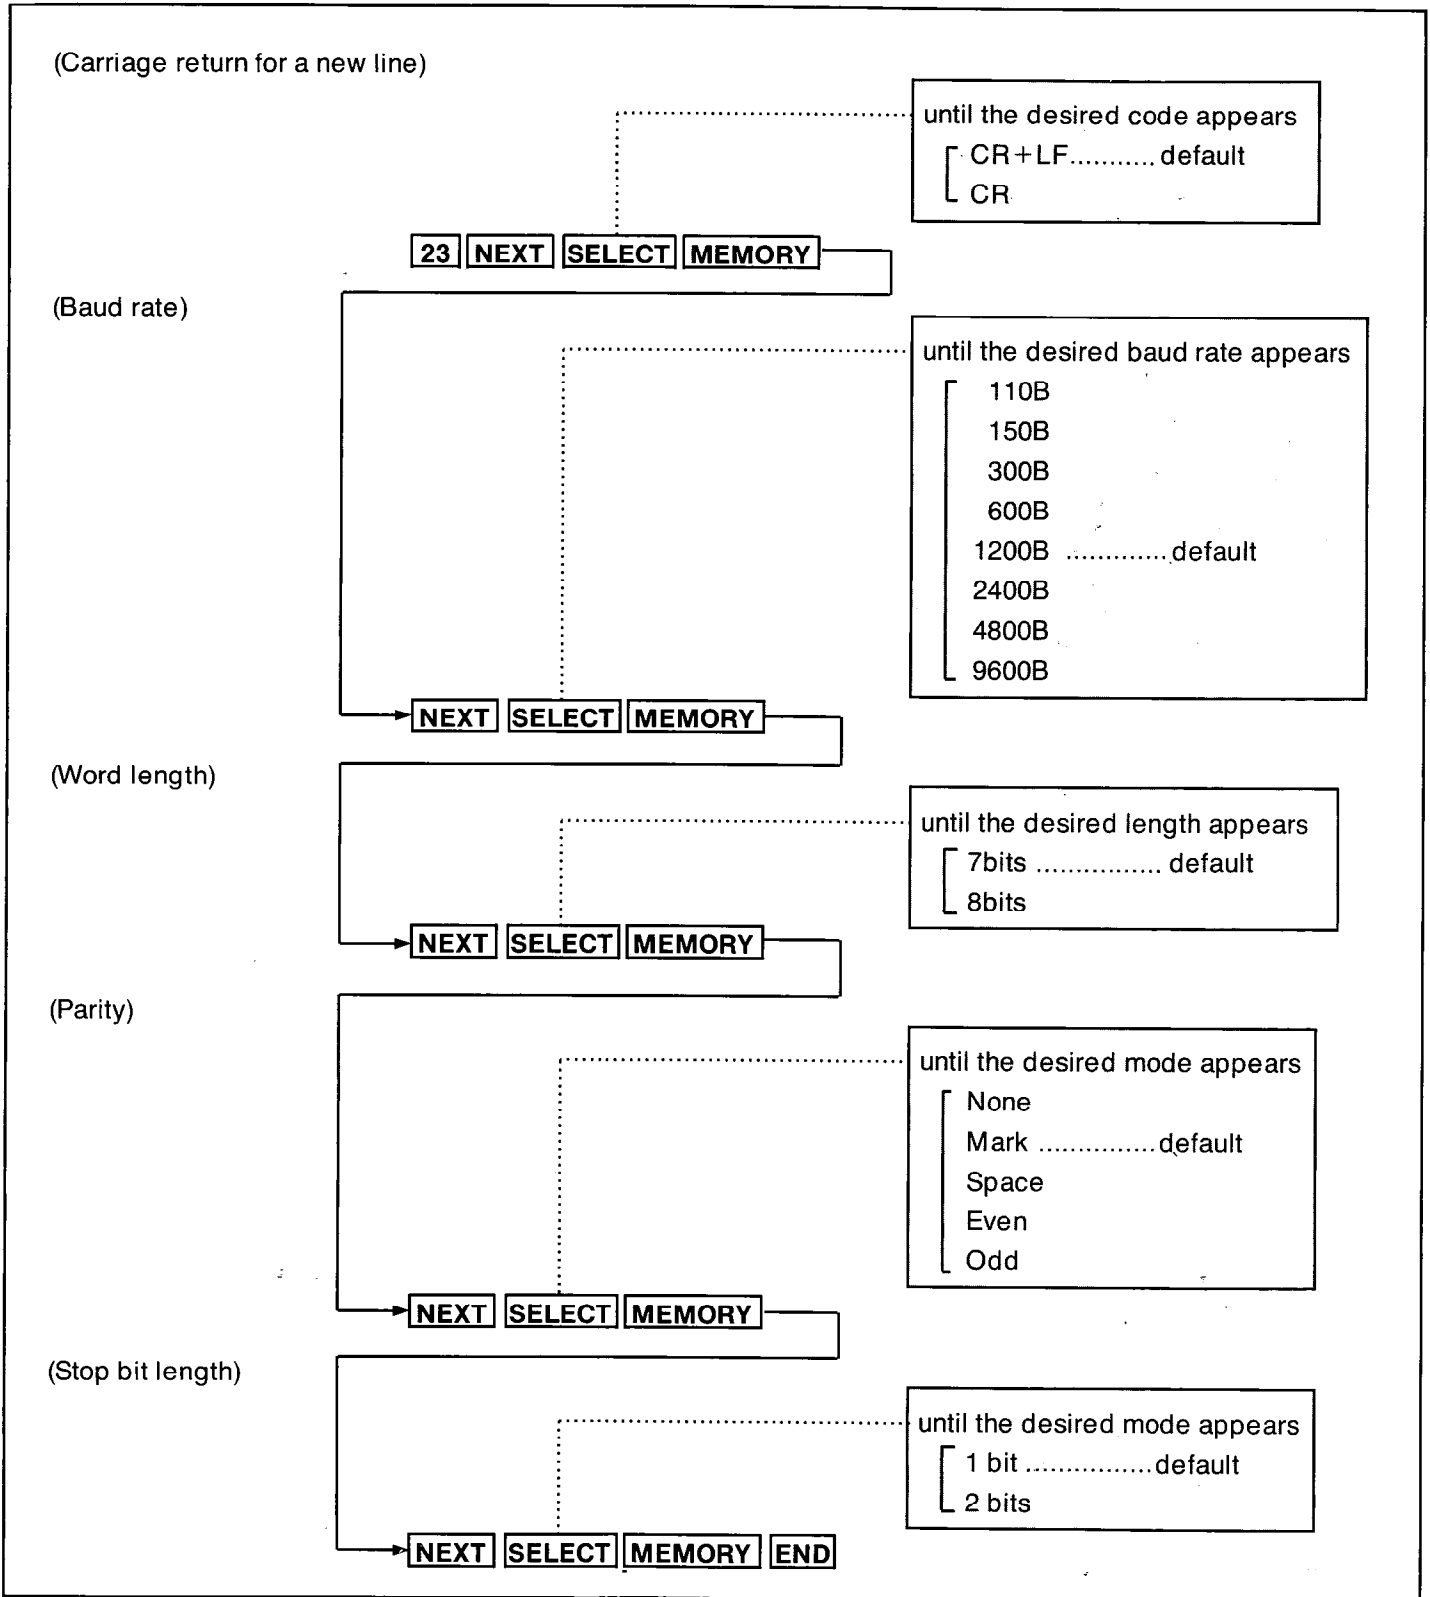 (Carriage return for a new line)
until the desired code appears
CR+LF........... default
CR
23 NEXT SELECT MEMORY
(Baud rate)
until the desired baud rate appears
110B
150B
300B
600B
1200B .............default
2400B
4800B
9600B
NEXT SELECT MEMORY
(Word length)
until the desired length appears
7bits ................ default
8bits
NEXT SELECT MEMORY
(Parity)
until the desired mode appears
None
Mark ...............default
Space
Even
Odd
NEXT SELECT MEMORY
(Stop bit length)
until the desired mode appears
1 bit ................default
2 bits
NEXT SELECT MEMORY END